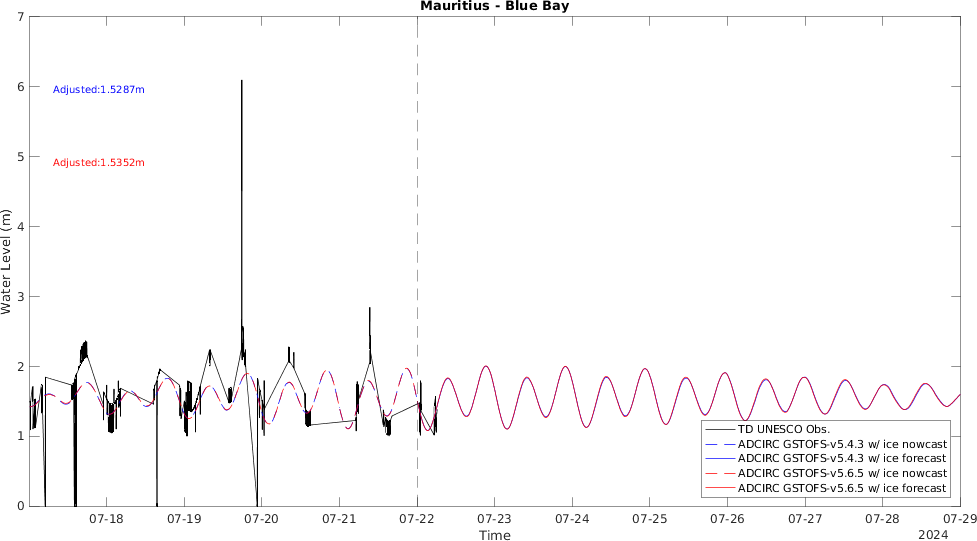 Mauritius - Blue Bay
7
6
5
4
3
2
1
0
Water Level (m)
Adjusted:1.5287m
Adjusted:1.5352m
TD UNESCO Obs.
ADCIRC GSTOFS-v5.4.3 w/ ice nowcast
ADCIRC GSTOFS-v5.4.3 w/ ice forecast
ADCIRC GSTOFS-v5.6.5 w/ ice nowcast
ADCIRC GSTOFS-v5.6.5 w/ ice forecast
07-18 07-19 07-20 07-21 07-22 07-23 07-24 07-25 07-26 07-27 07-28 07-29
Time
2024